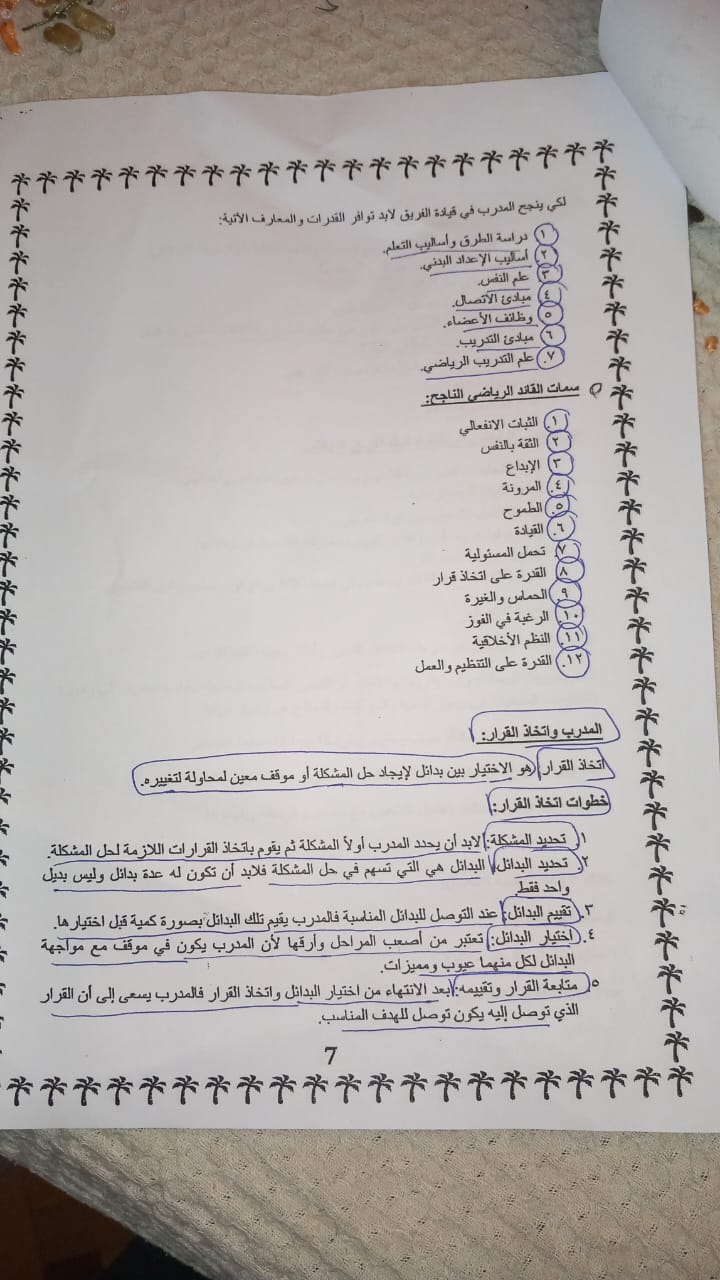 لكي ينجح المدرب في قيادة الفريق لابد توافر القدرات والمعارف الآتية:
١. دراسة الطرق وأساليب التعلم.
٢. أساليب الإعداد البدني.
٣. علم النفس.
٤. مبادئ الاتصال.
٥. وظائف الأعضاء.
٦. مبادئ التدريب.
٧. علم التدريب الرياضي.
سمات القائد الرياضي الناجح:
١. الثبات الانفعالي
٢. الثقة بالنفس
٣. الإبداع
٤. المرونة
٥. الطموح
٦. القيادة
٧. تحمل المسئولية
٨. القدرة على اتخاذ قرار
٩. الحماس والغيرة
١٠. الرغبة في الفوز
١١. النظم الأخلاقية
١٢. القدرة على التنظيم والعمل
المدرب واتخاذ القرار:
اتخاذ القرار هو الاختيار بين بدائل لإيجاد حل المشكلة أو موقف معين لمحاولة لتغييره.
خطوات اتخاذ القرار:
١. تحديد المشكلة: لابد أن يحدد المدرب أولاً المشكلة ثم يقوم باتخاذ القرارات اللازمة لحل المشكلة.
٢. تحديد البدائل: البدائل هي التي تسهم في حل المشكلة فلابد أن تكون له عدة بدائل وليس بديل
واحد فقط
٣. تقييم البدائل: عند التوصل للبدائل المناسبة فالمدرب يقيم تلك البدائل بصورة كمية قبل اختيارها.
٤. اختيار البدائل: تعتبر من أصعب المراحل وأرقها لأن المدرب يكون في موقف مع مواجهة
البدائل لكل منهما عيوب ومميزات.
٥. متابعة القرار وتقييمه: بعد الانتهاء من اختيار البدائل واتخاذ القرار فالمدرب يسعى إلى أن القرار
الذي توصل إليه يكون توصل للهدف المناسب.
7